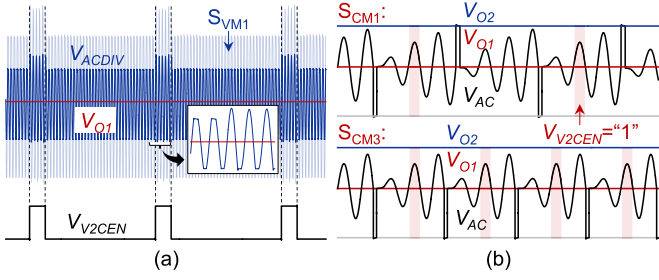 S_VM1
V_ACDIV
V_O1
V_V2CEN
(a)
S_CM1:
V_O2
V_O1
V_AC
S_CM3:
V_O2
V_V2CEN="1"
V_O1
V_AC
(b)